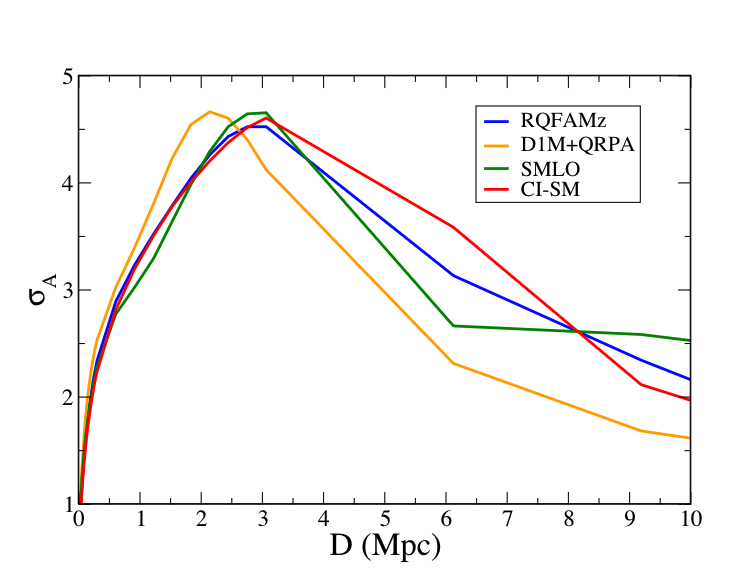 5
4
3
2
1
σA
RQFAMz
D1M+QRPA
SMLO
CI-SM
0 1 2 3 4 5 6 7 8 9 10
D (Mpc)